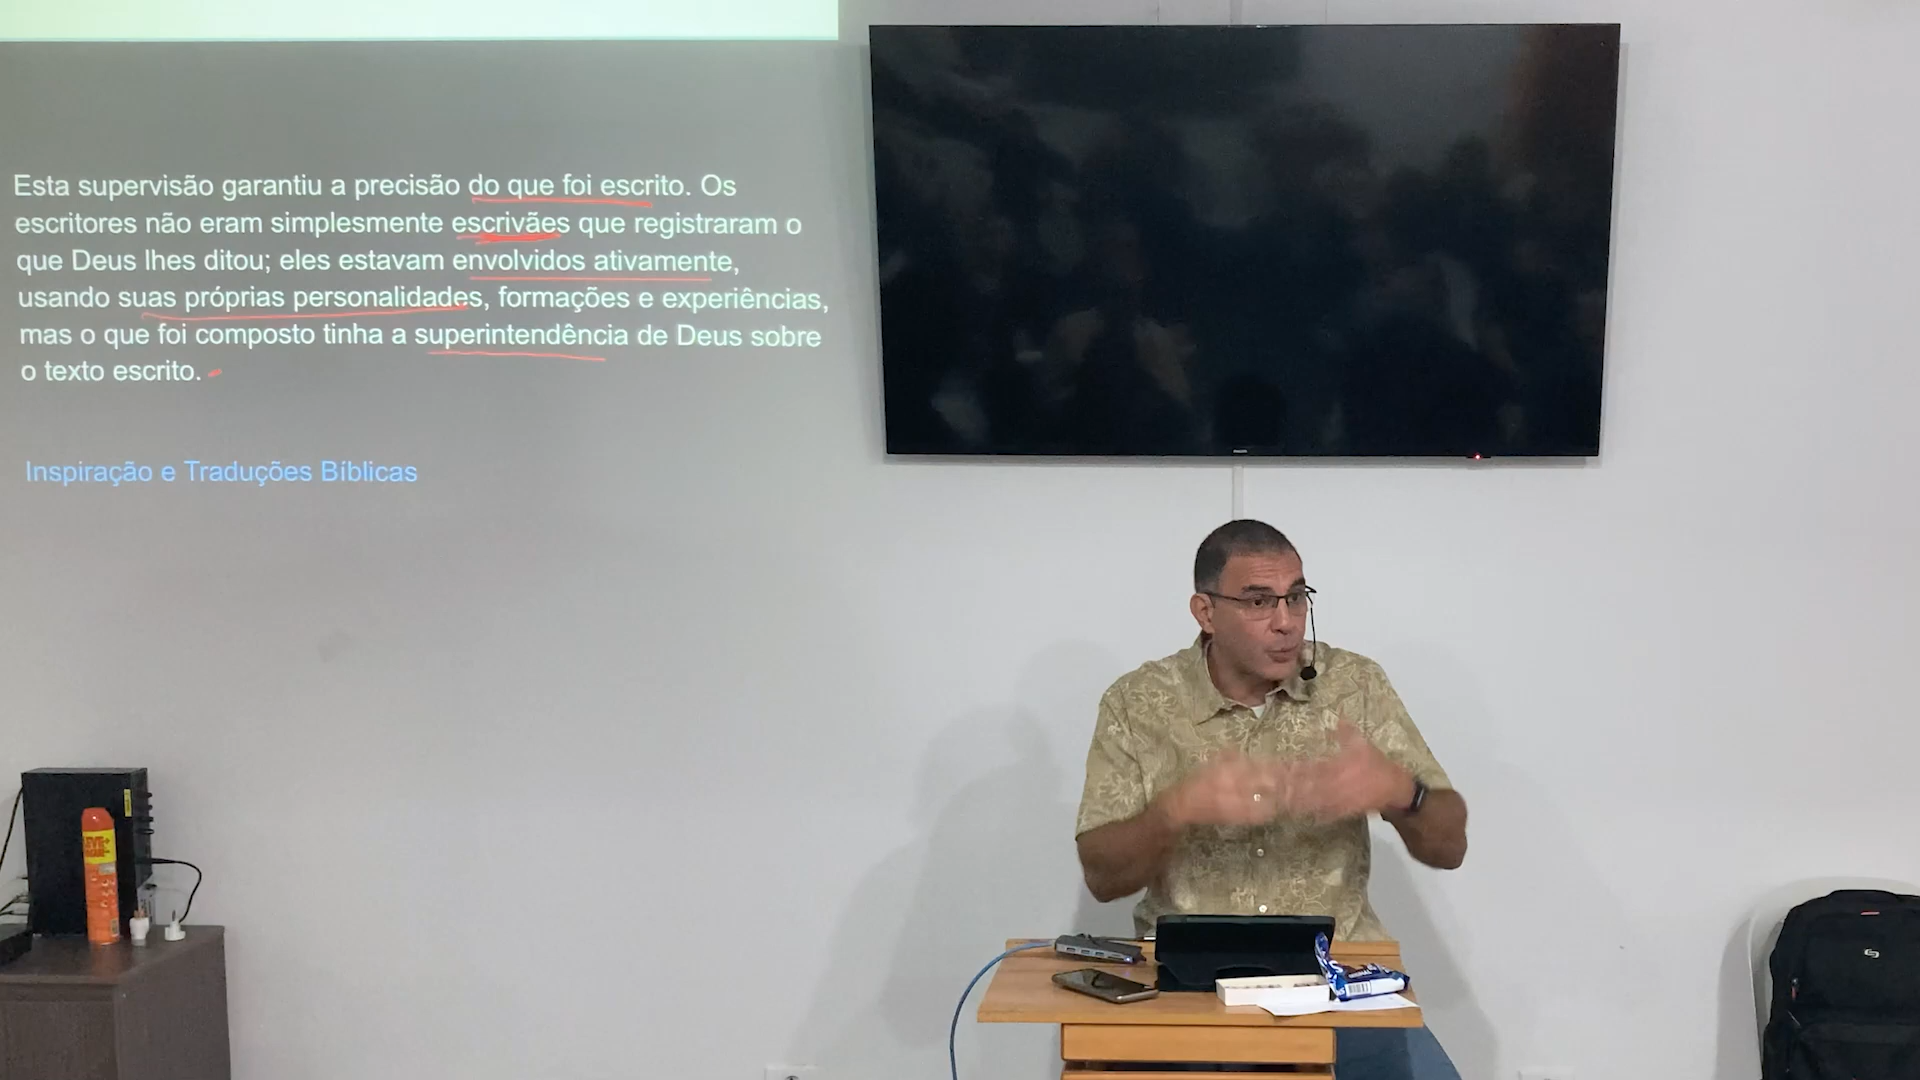 Esta supervisão garantiu a precisão do que foi escrito. Os
escritores não eram simplesmente escrivães que registraram o
que Deus lhes ditou; eles estavam envolvidos ativamente,
usando suas próprias personalidades, formações e experiências,
mas o que foi composto tinha a superintendência de Deus sobre
o texto escrito.
Inspiração e Traduções Bíblicas